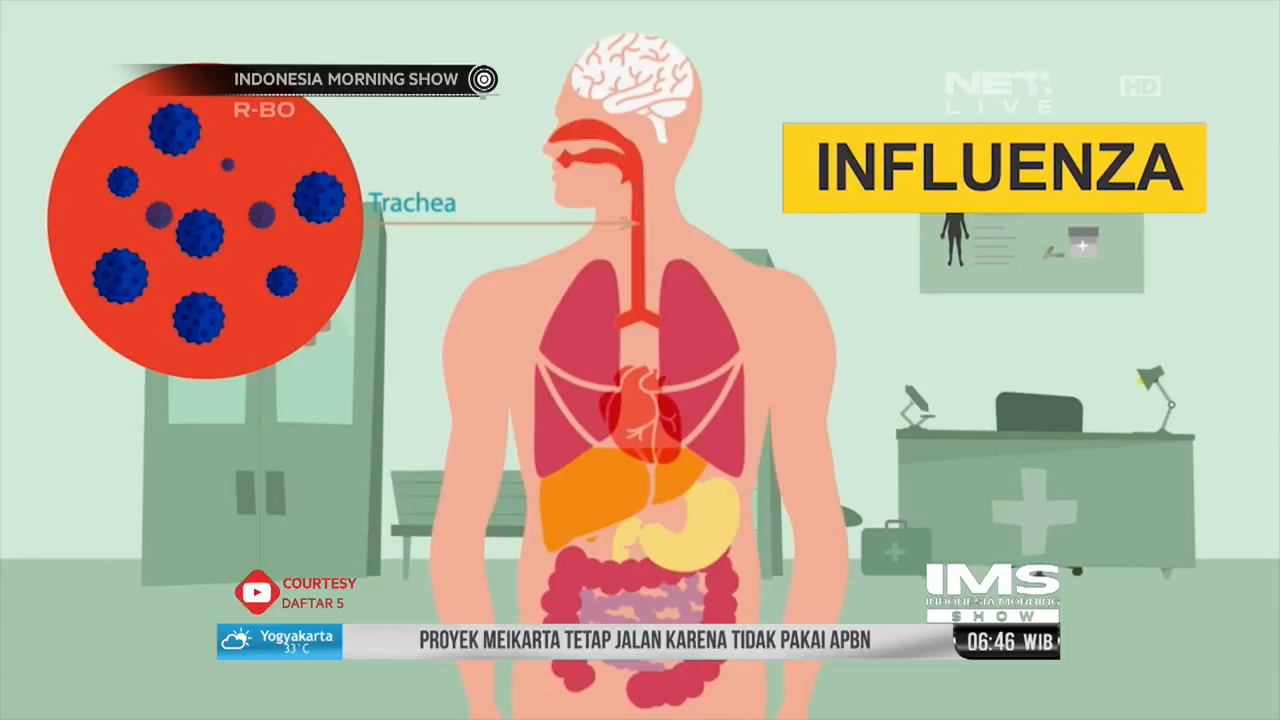 INDONESIA MORNING SHOW
R-BO
NET.
LIVE
HD
INFLUENZA
Trachea
COURTESY
DAFTAR 5
IMS
INDONESIA MORNING
SHOW
Yogyakarta
33°C
PROYEK MEIKARTA TETAP JALAN KARENA TIDAK PAKAI APBN
06:46 WIB